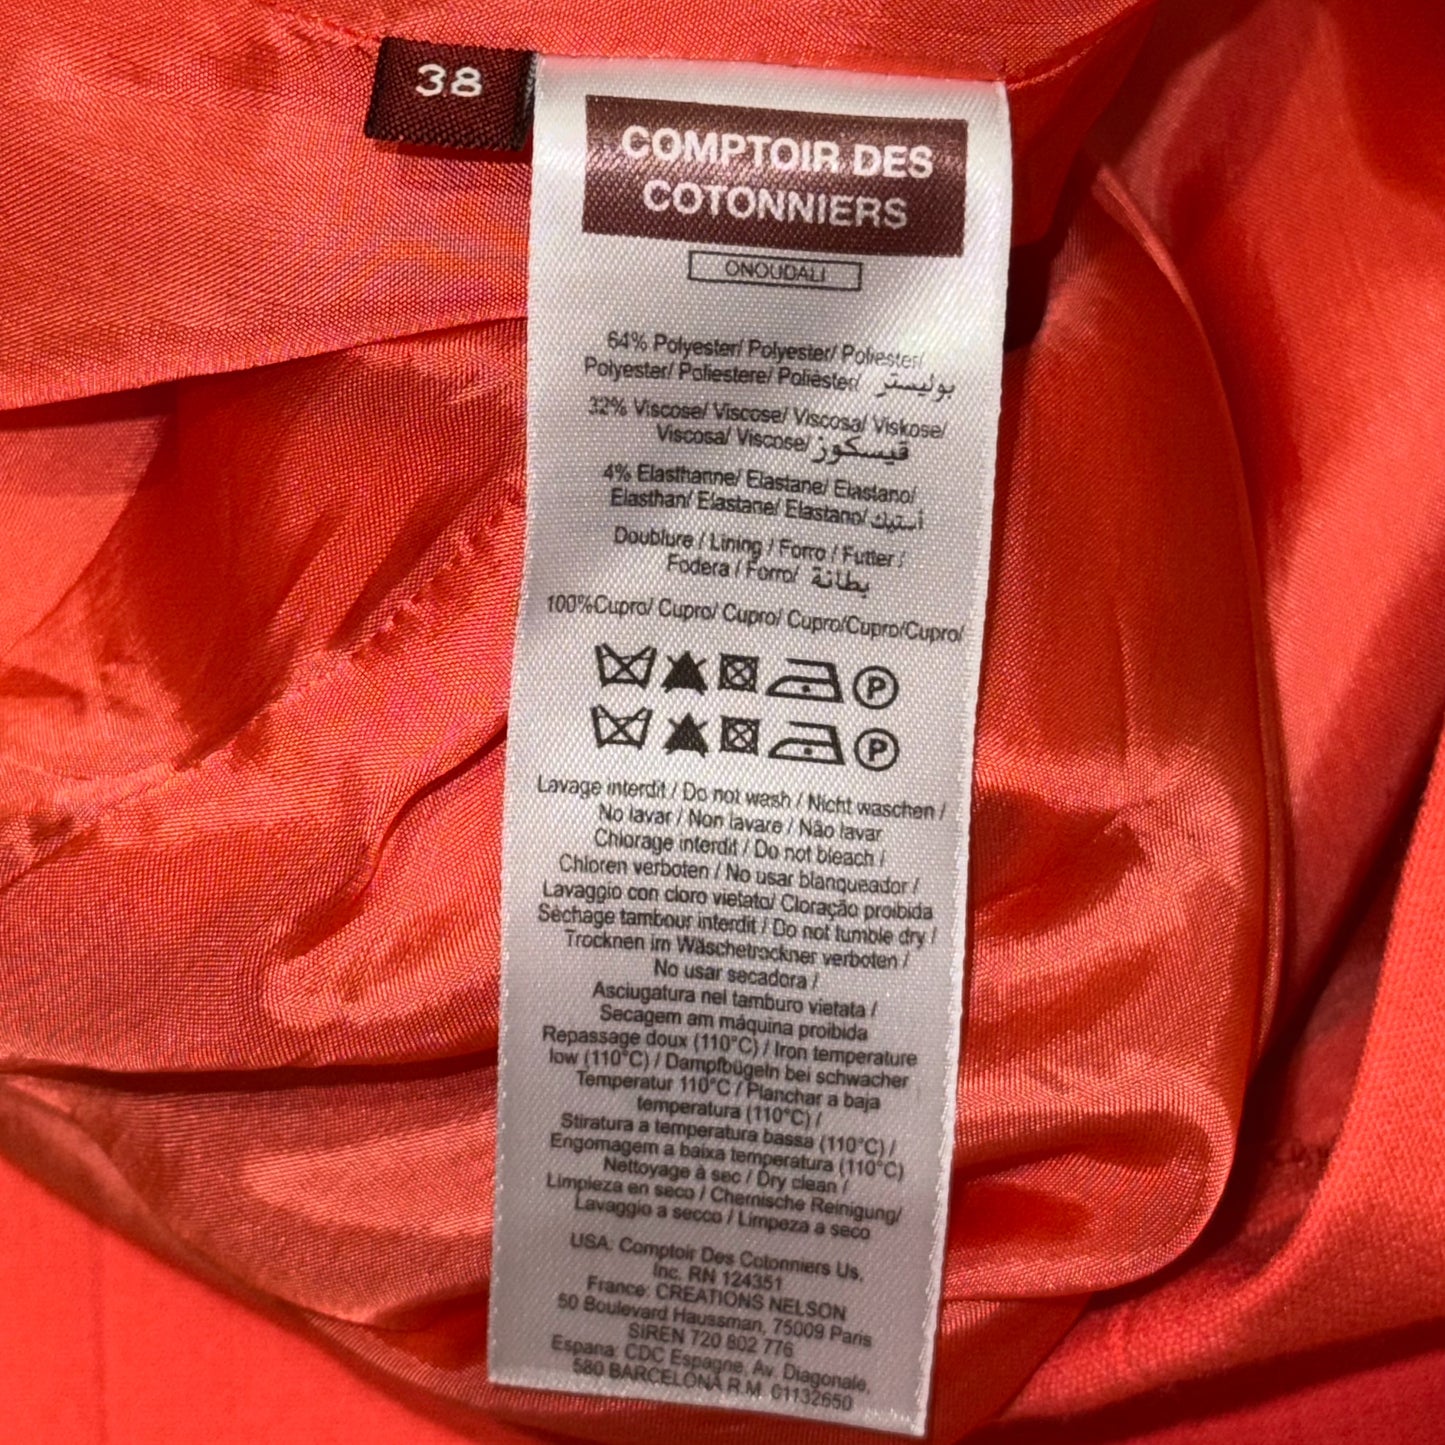 38
COMPTOIR DES
COTONNIERS
ONOUDALI
64% Polyester/ Polyester/ Poliester/
Polyester/ Poliestere/ Poliéster/ بوليستر
32% Viscose/ Viscose/ Viscosa/ Viskose/
Viscosa/ Viscose/ ڤيسكوز
4% Elasthanne/ Elastane/ Elastano/
Elasthan/ Elastane/ Elastano/ أستيك
Doublure / Lining / Forro / Futter /
Fodera / Forro/ بطانة
100%Cupro/ Cupro/ Cupro/ Cupro/Cupro/Cupro/
P
P
Lavage interdit / Do not wash / Nicht waschen /
No lavar / Non lavare / Não lavar
Chlorage interdit / Do not bleach /
Chloren verboten / No usar blanqueador /
Lavaggio con cloro vietato/ Cloração proibida
Séchage tambour interdit / Do not tumble dry /
Trocknen im Wäschetrockner verboten /
No usar secadora /
Asciugatura nel tamburo vietata /
Secagem am máquina proibida
Repassage doux (110°C) / Iron temperature
low (110°C) / Dampfbügeln bei schwacher
Temperatur 110°C / Planchar a baja
temperatura (110°C) /
Stiratura a temperatura bassa (110°C) /
Engomagem a baixa temperatura (110°C)
Nettoyage à sec / Dry clean /
Limpieza en seco / Chemische Reinigung/
Lavaggio a secco / Limpeza a seco
USA: Comptoir Des Cotonniers Us,
Inc. RN 124351
France: CREATIONS NELSON
50 Boulevard Haussman, 75009 Paris
SIREN 720 802 776
Espana: CDC Espagne, Av. Diagonale,
580 BARCELONA R.M. 01132650